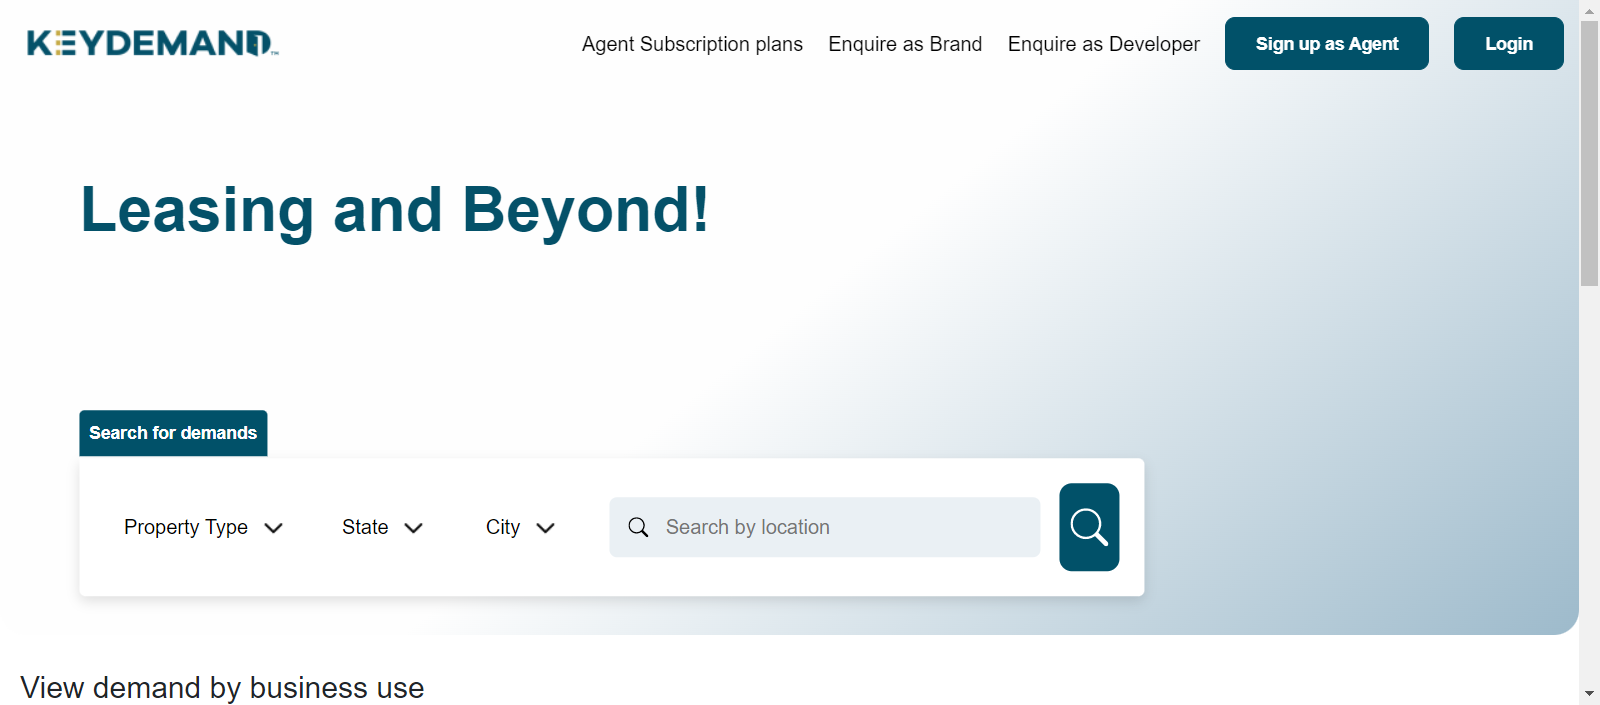 KEYDEMAND™
Agent Subscription plans
Enquire as Brand
Enquire as Developer
Sign up as Agent
Login
Leasing and Beyond!
Search for demands
Property Type
State
City
Search by location
View demand by business use